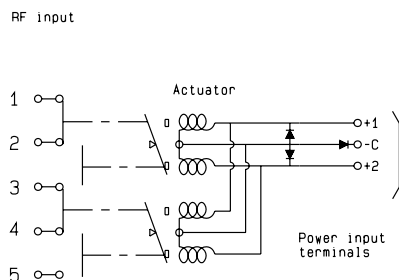 RF input
Actuator
1
+1
2
-C
+2
3
4
Power input
terminals
5